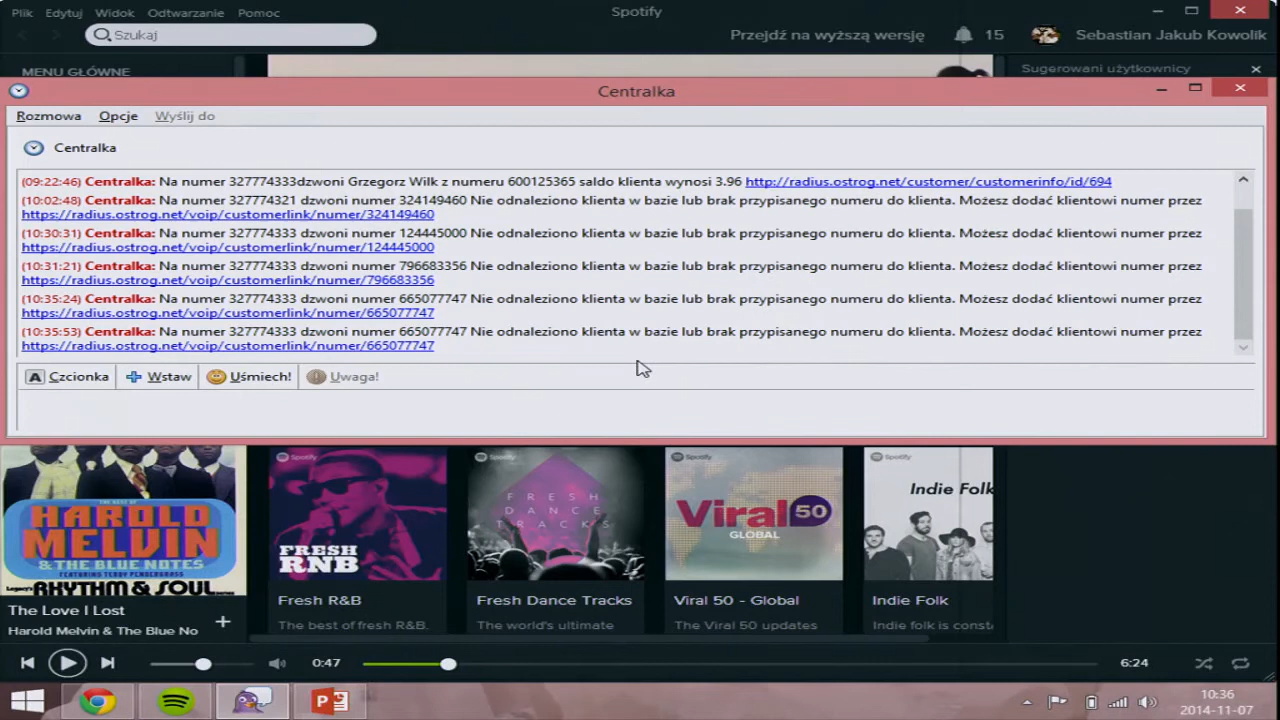 Plik Edytuj Widok Odtwarzanie Pomoc
Spotify
Szukaj
Przejdź na wyższą wersję
15
Sebastian Jakub Kowolik
MENU GŁÓWNE
Sugerowani użytkownicy
Centralka
Rozmowa Opcje Wyślij do
Centralka
(09:22:46) Centralka: Na numer 327774333dzwoni Grzegorz Wilk z numeru 600125365 saldo klienta wynosi 3.96 http://radius.ostrog.net/customer/customerinfo/id/694
(10:02:48) Centralka: Na numer 327774321 dzwoni numer 324149460 Nie odnaleziono klienta w bazie lub brak przypisanego numeru do klienta. Możesz dodać klientowi numer przez
https://radius.ostrog.net/voip/customerlink/numer/324149460
(10:30:31) Centralka: Na numer 327774333 dzwoni numer 124445000 Nie odnaleziono klienta w bazie lub brak przypisanego numeru do klienta. Możesz dodać klientowi numer przez
https://radius.ostrog.net/voip/customerlink/numer/124445000
(10:31:21) Centralka: Na numer 327774333 dzwoni numer 796683356 Nie odnaleziono klienta w bazie lub brak przypisanego numeru do klienta. Możesz dodać klientowi numer przez
https://radius.ostrog.net/voip/customerlink/numer/796683356
(10:35:24) Centralka: Na numer 327774333 dzwoni numer 665077747 Nie odnaleziono klienta w bazie lub brak przypisanego numeru do klienta. Możesz dodać klientowi numer przez
https://radius.ostrog.net/voip/customerlink/numer/665077747
(10:35:53) Centralka: Na numer 327774333 dzwoni numer 665077747 Nie odnaleziono klienta w bazie lub brak przypisanego numeru do klienta. Możesz dodać klientowi numer przez
https://radius.ostrog.net/voip/customerlink/numer/665077747
A Czcionka Wstaw Uśmiech! Uwaga!
THE BEST OF
HAROLD
MELVIN
& THE BLUE NOTES
FEATURING TEDDY PENDERGRASS
Legacy's RHYTHM & SOUL series
The Love I Lost
Harold Melvin & The Blue No
Spotify
FRESH
RNB
Fresh R&B
The best of fresh R&B.
Spotify
FRESH
DANCE
TRACKS
Fresh Dance Tracks
The world's ultimate
Spotify
Viral 50
GLOBAL
Viral 50 - Global
The Viral 50 updates
Spotify
Indie Folk
Indie Folk
Indie folk is const
0:47
6:24
10:36
2014-11-07